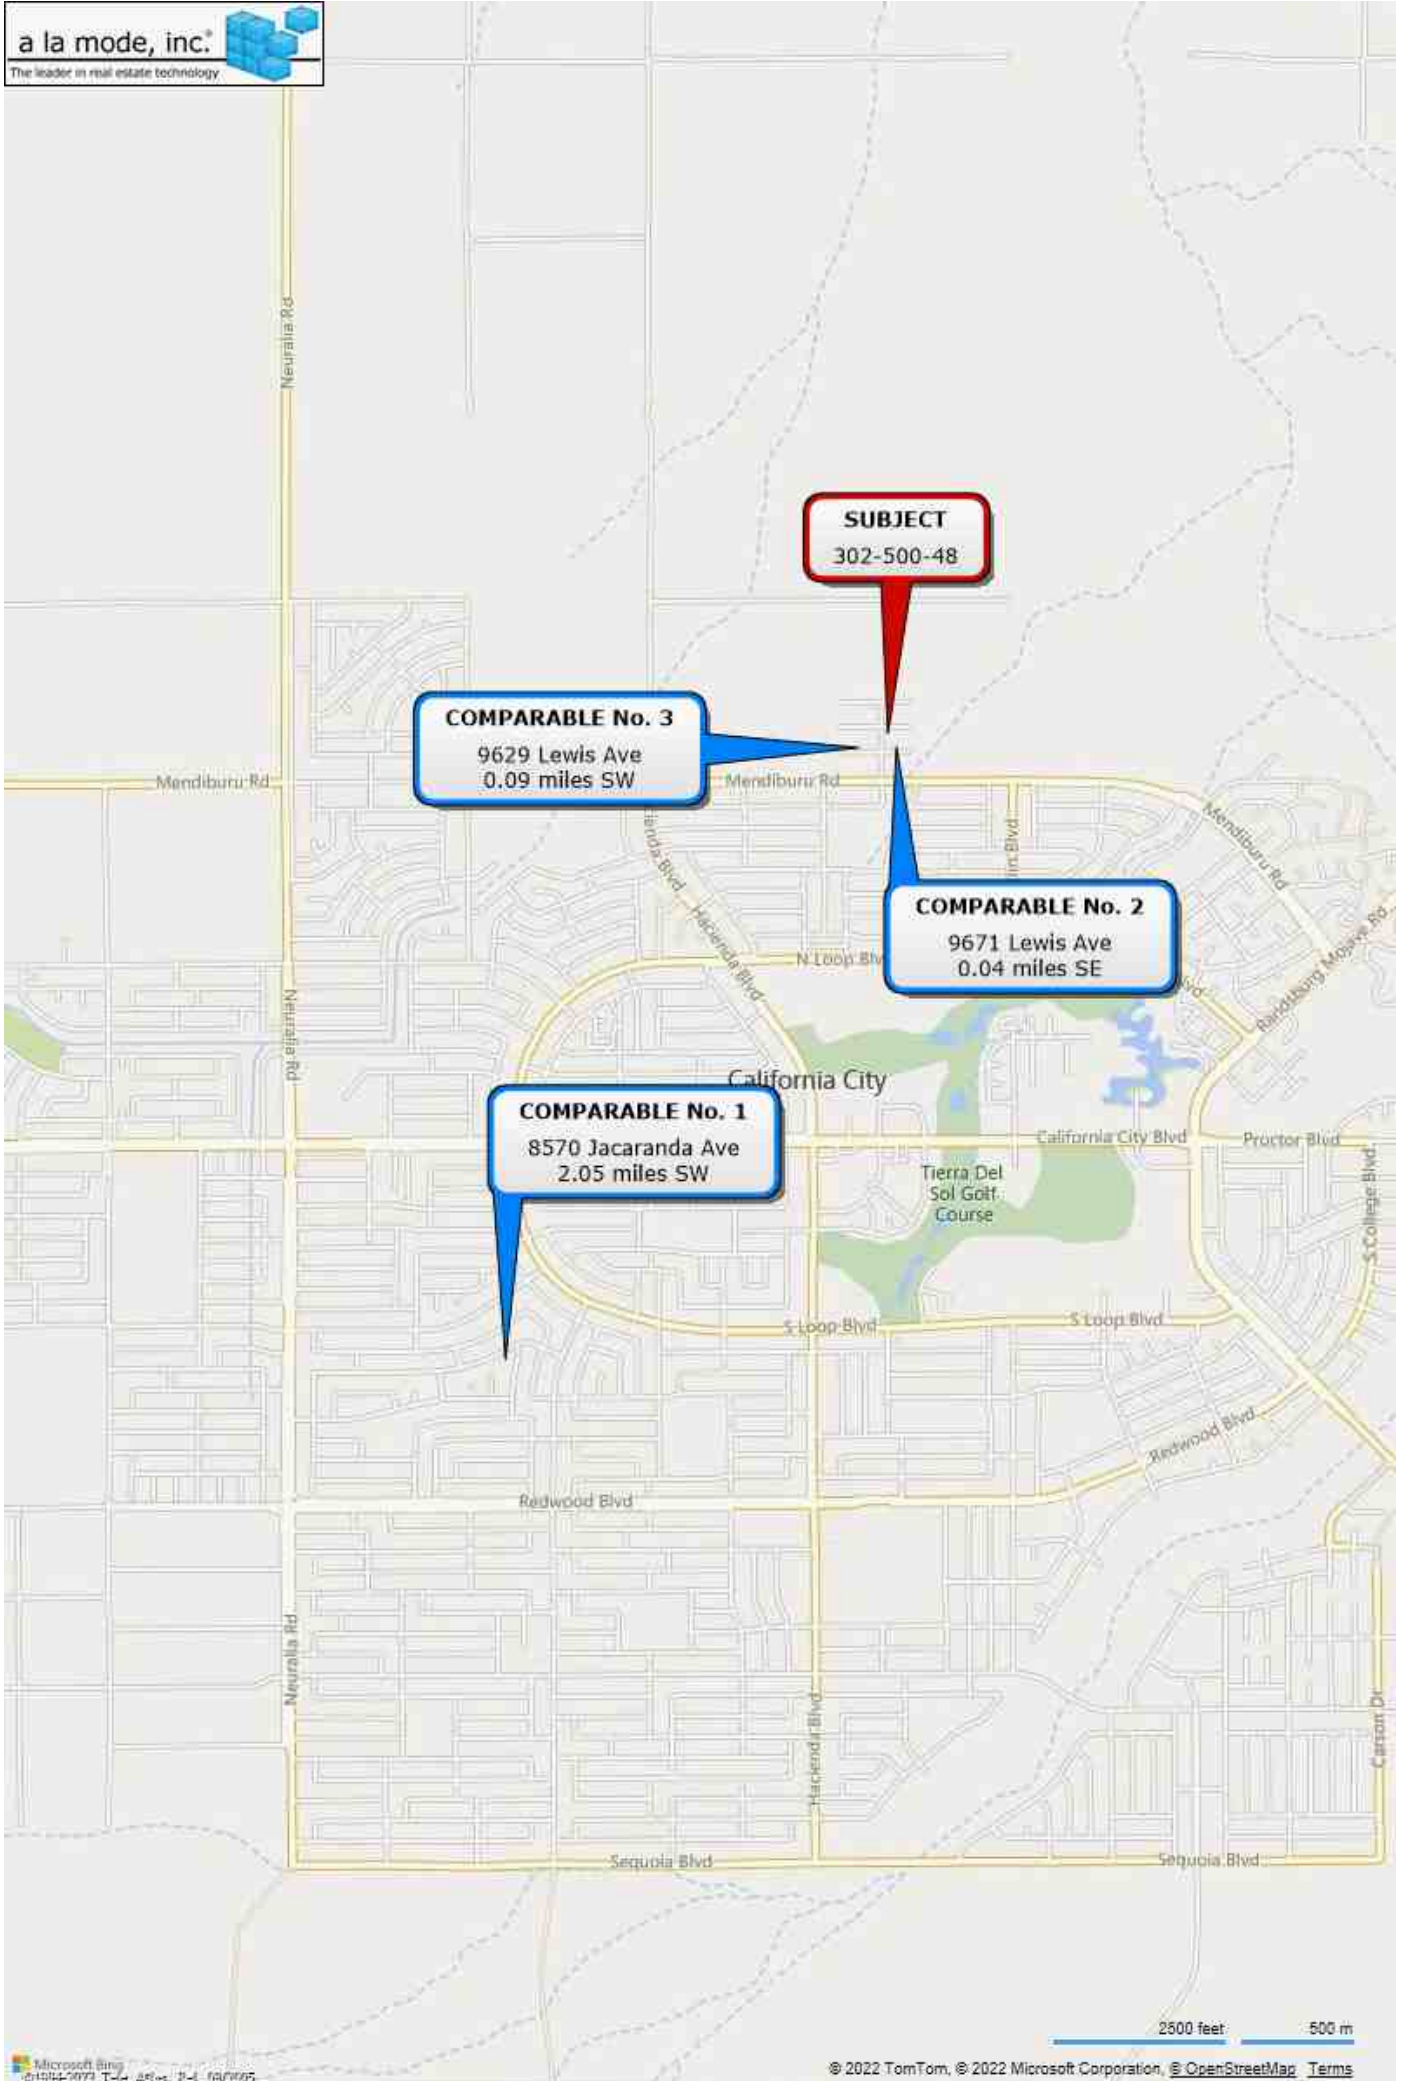 a la mode, inc.
The leader in real estate technology
Neuralia Rd
SUBJECT
302-500-48
COMPARABLE No. 3
9629 Lewis Ave
0.09 miles SW
Mendiburu Rd
Mendiburu Rd
Mendiburu Rd
Blvd
Hacienda Blvd
COMPARABLE No. 2
9671 Lewis Ave
0.04 miles SE
N Loop
Randsburg Mojave Rd
Neuralia Rd
California City
COMPARABLE No. 1
8570 Jacaranda Ave
2.05 miles SW
California City Blvd
Proctor Blvd
Tierra Del
Sol Golf
Course
S College Blvd
S Loop Blvd
S Loop Blvd
Redwood Blvd
Redwood Blvd
Neuralia Rd
Hacienda Blvd
Carson Dr
Sequoia Blvd
Sequoia Blvd
2500 feet
500 m
Microsoft Bing
© 2022 TomTom, © 2022 Microsoft Corporation, © OpenStreetMap Terms